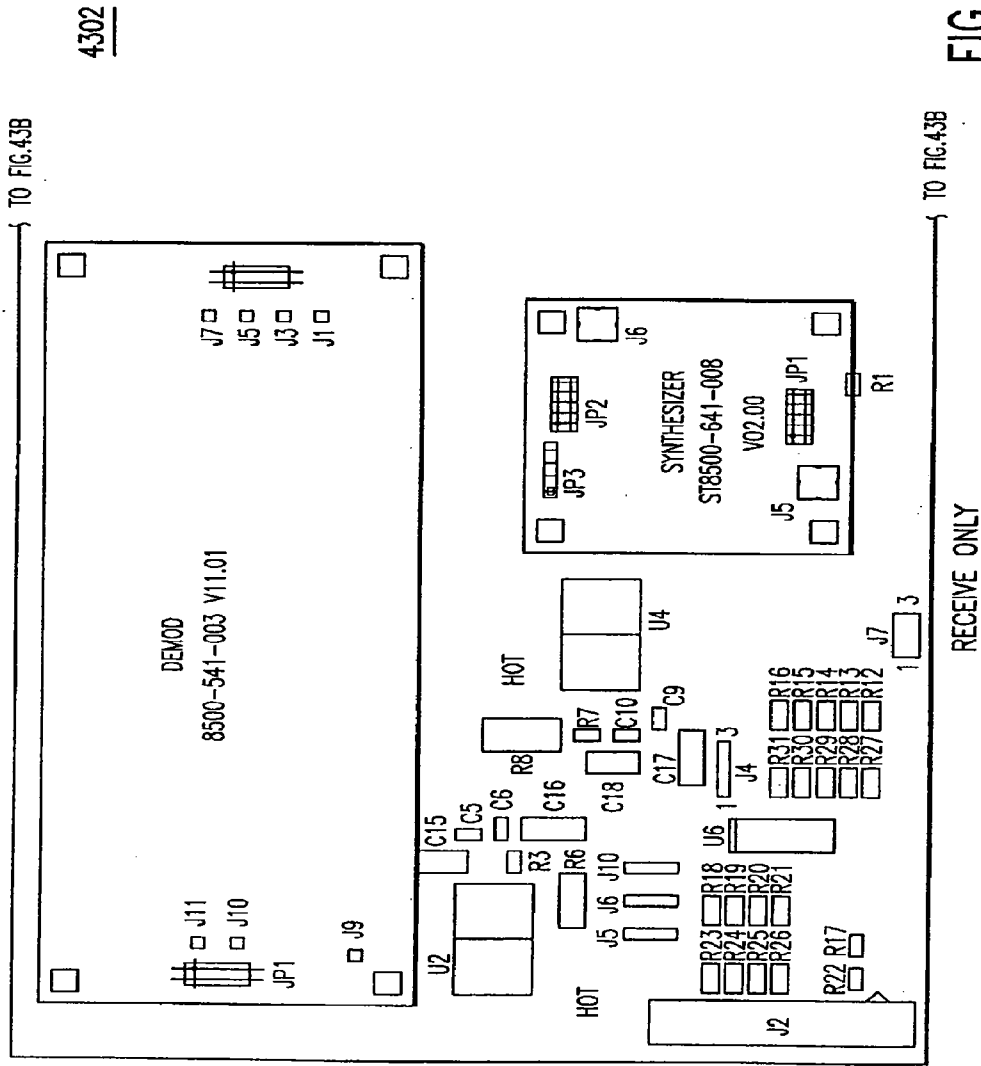 4302
TO FIG.43B
DEMOD
8500-541-003 V11.01
J11
J10
JP1
J9
J7
J5
J3
J1
U2
C15
C5
C6
R3
C16
R6
R8
HOT
R7
C10
C18
C9
C17
U4
HOT
J5
J6
J10
J4
1
3
U6
R23
R24
R25
R26
R18
R19
R20
R21
R22
R17
J2
R31
R30
R29
R28
R27
R16
R15
R14
R13
R12
J7
1
3
JP3
JP2
J6
SYNTHESIZER
ST8500-641-008
V02.00
J5
JP1
R1
RECEIVE ONLY
TO FIG.43B
FIG